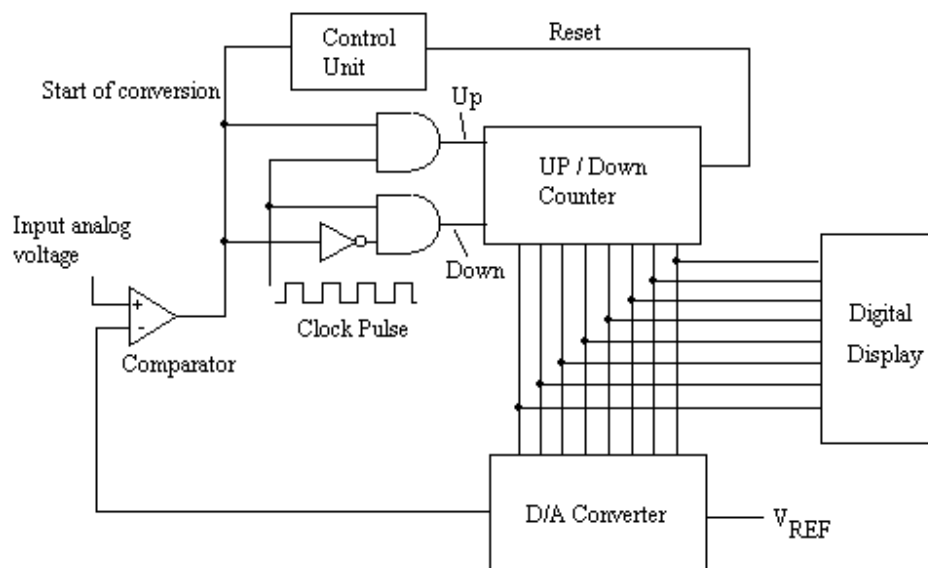 Control
Unit
Reset
Start of conversion
Up
UP / Down
Counter
Input analog
voltage
Down
+
-
Clock Pulse
Comparator
Digital
Display
D/A Converter
VREF